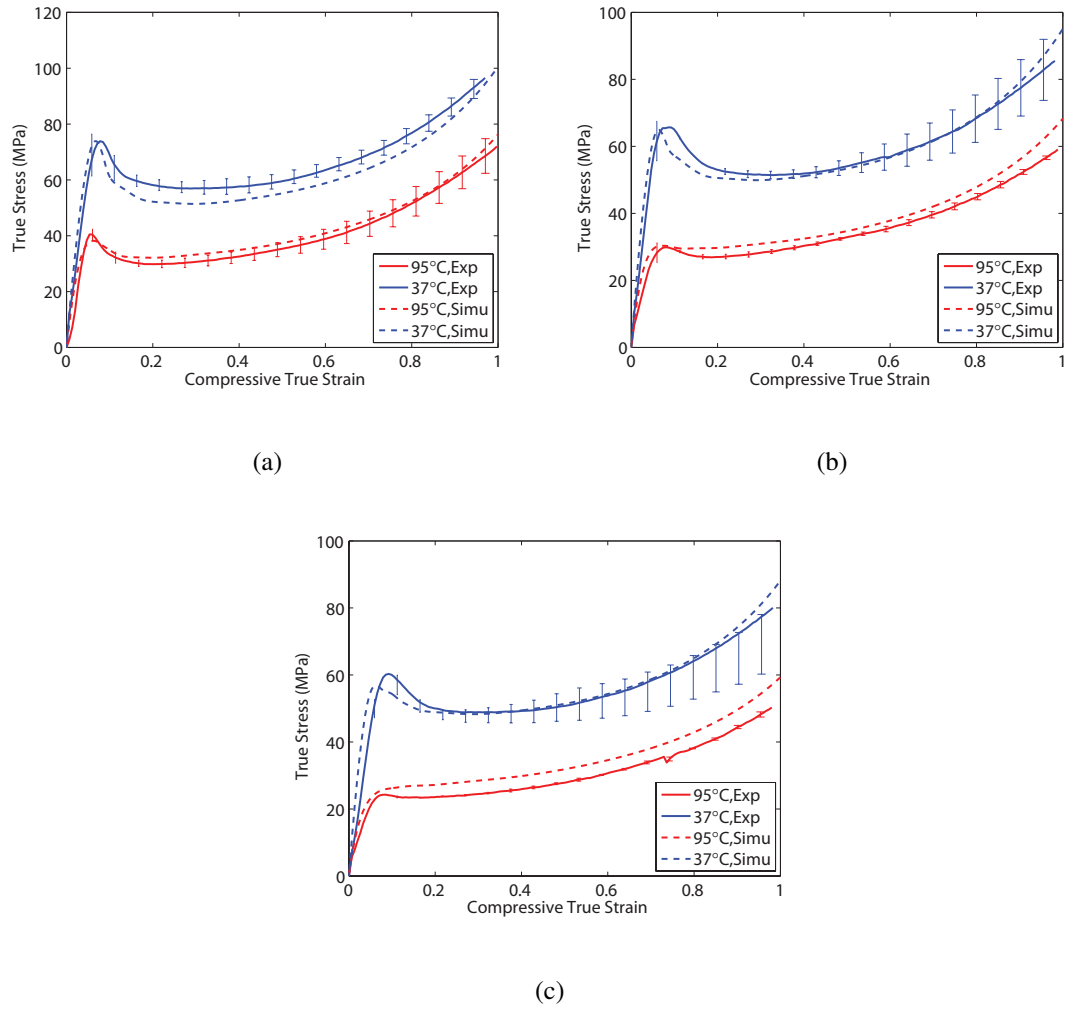 120
100
80
60
40
20
0
True Stress (MPa)
95°C,Exp
37°C,Exp
95°C,Simu
37°C,Simu
0 0.2 0.4 0.6 0.8 1
Compressive True Strain
(a)
100
80
60
40
20
0
True Stress (MPa)
95°C,Exp
37°C,Exp
95°C,Simu
37°C,Simu
0 0.2 0.4 0.6 0.8 1
Compressive True Strain
(b)
100
80
60
40
20
0
True Stress (MPa)
95°C,Exp
37°C,Exp
95°C,Simu
37°C,Simu
0 0.2 0.4 0.6 0.8 1
Compressive True Strain
(c)